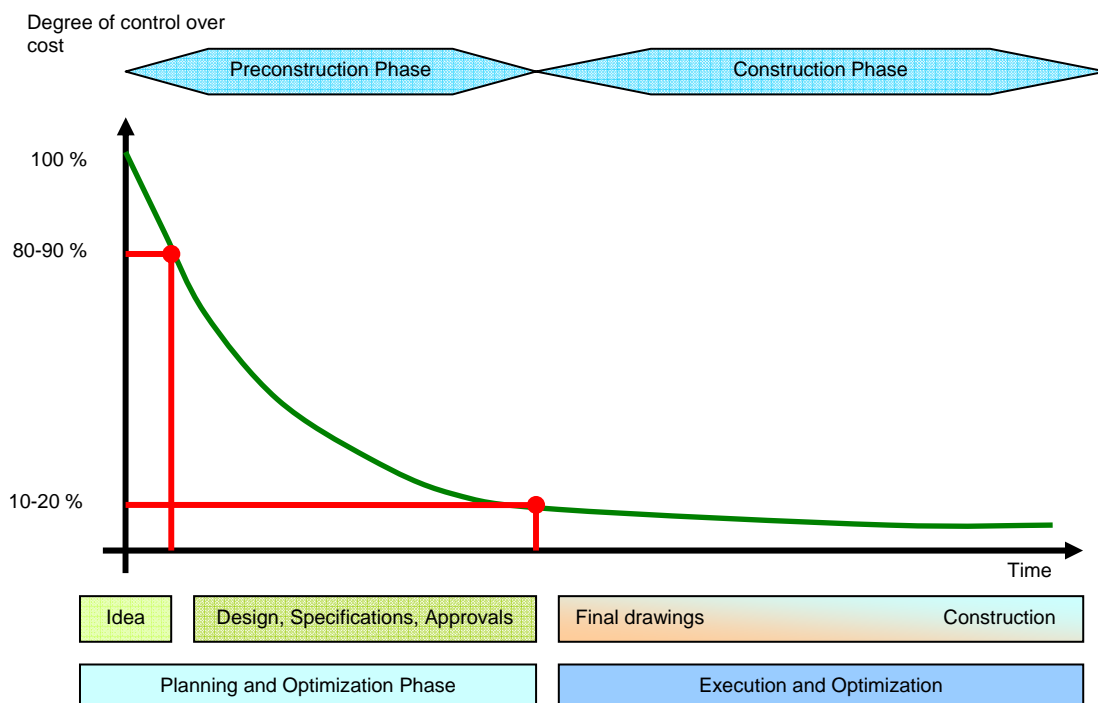 Degree of control over
cost
Preconstruction Phase
Construction Phase
100 %
80-90 %
10-20 %
Time
Idea
Design, Specifications, Approvals
Final drawings
Construction
Planning and Optimization Phase
Execution and Optimization